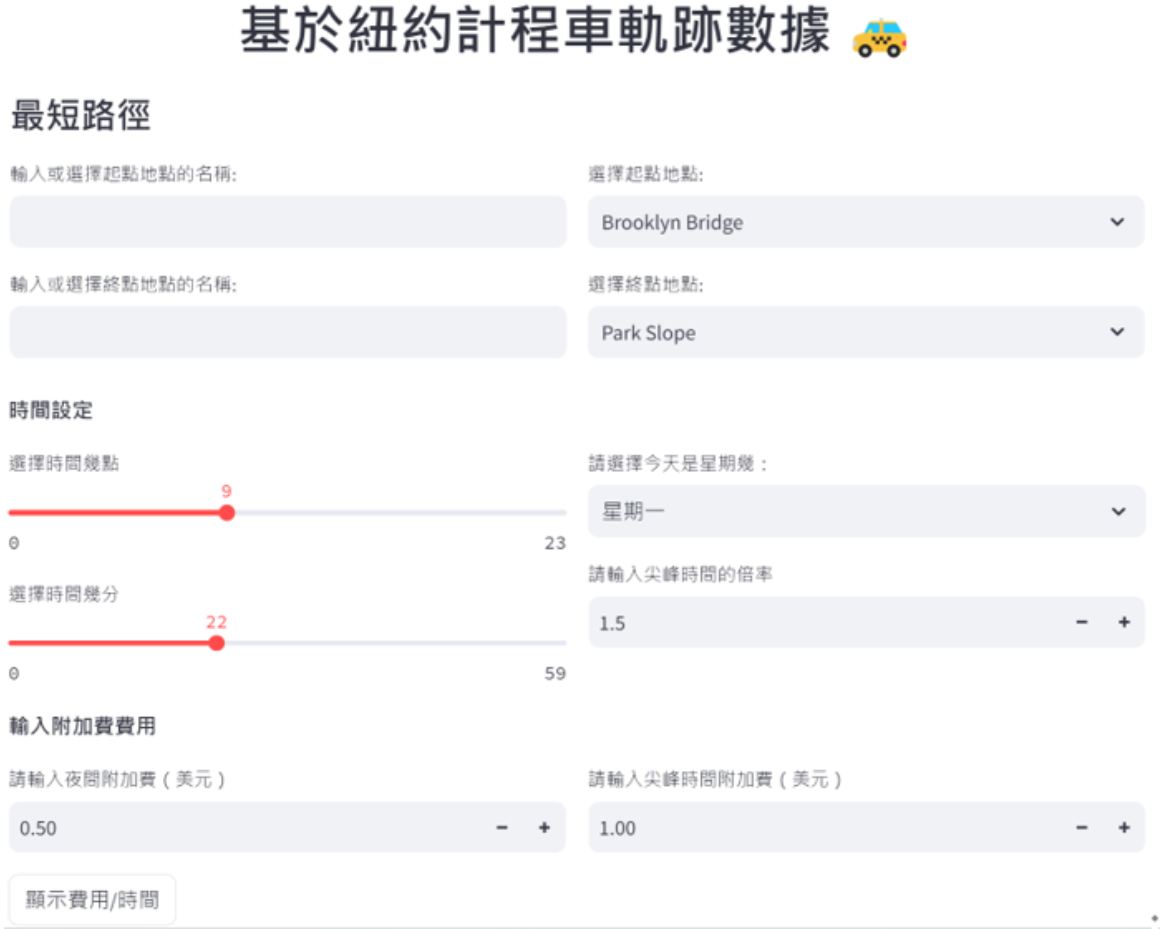 基於紐約計程車軌跡數據
最短路徑
輸入或選擇起點地點的名稱:
選擇起點地點:
Brooklyn Bridge
輸入或選擇終點地點的名稱:
選擇終點地點:
Park Slope
時間設定
選擇時間幾點
9
0 23
請選擇今天是星期幾：
星期一
選擇時間幾分
22
0 59
請輸入尖峰時間的倍率
1.5 − +
輸入附加費費用
請輸入夜間附加費（美元）
0.50 − +
請輸入尖峰時間附加費（美元）
1.00 − +
顯示費用/時間